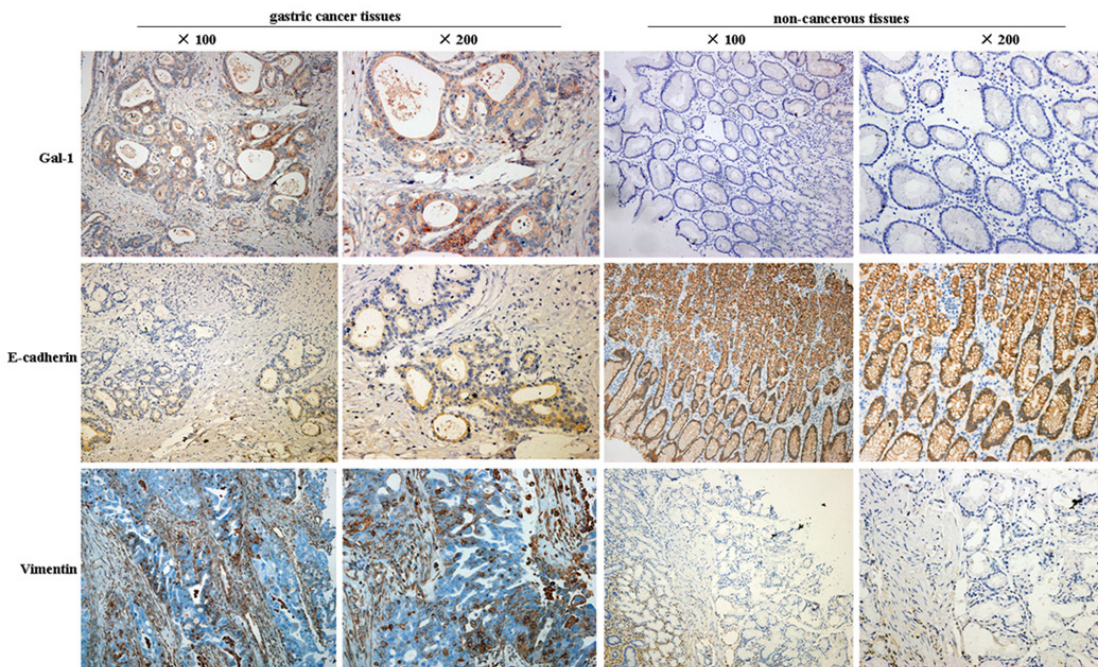 gastric cancer tissues non-cancerous tissues
× 100 × 200 × 100 × 200
Gal-1
E-cadherin
Vimentin